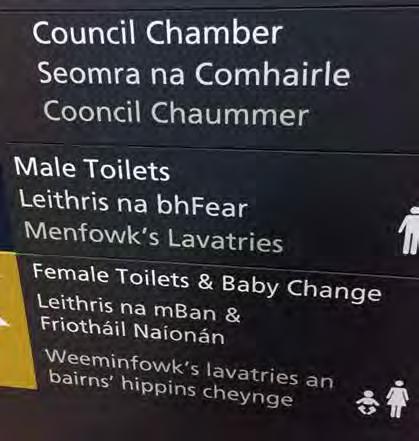 Council Chamber
Seomra na Comhairle
Cooncil Chaummer
Male Toilets
Leithris na bhFear
Menfowk's Lavatries
Female Toilets & Baby Change
Leithris na mBan &
Friotháil Naíonán
Weeminfowk's lavatries an
bairns' hippins cheynge